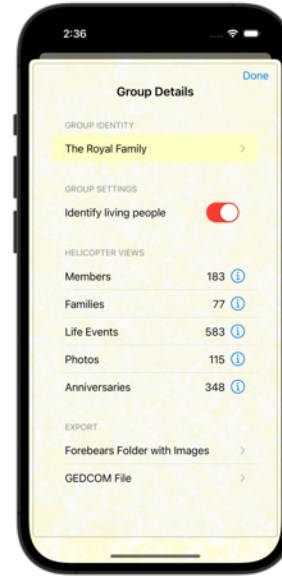 2:36
Done
Group Details
GROUP IDENTITY
The Royal Family
GROUP SETTINGS
Identify living people
HELICOPTER VIEWS
Members 183
Families 77
Life Events 583
Photos 115
Anniversaries 348
EXPORT
Forebears Folder with Images
GEDCOM File